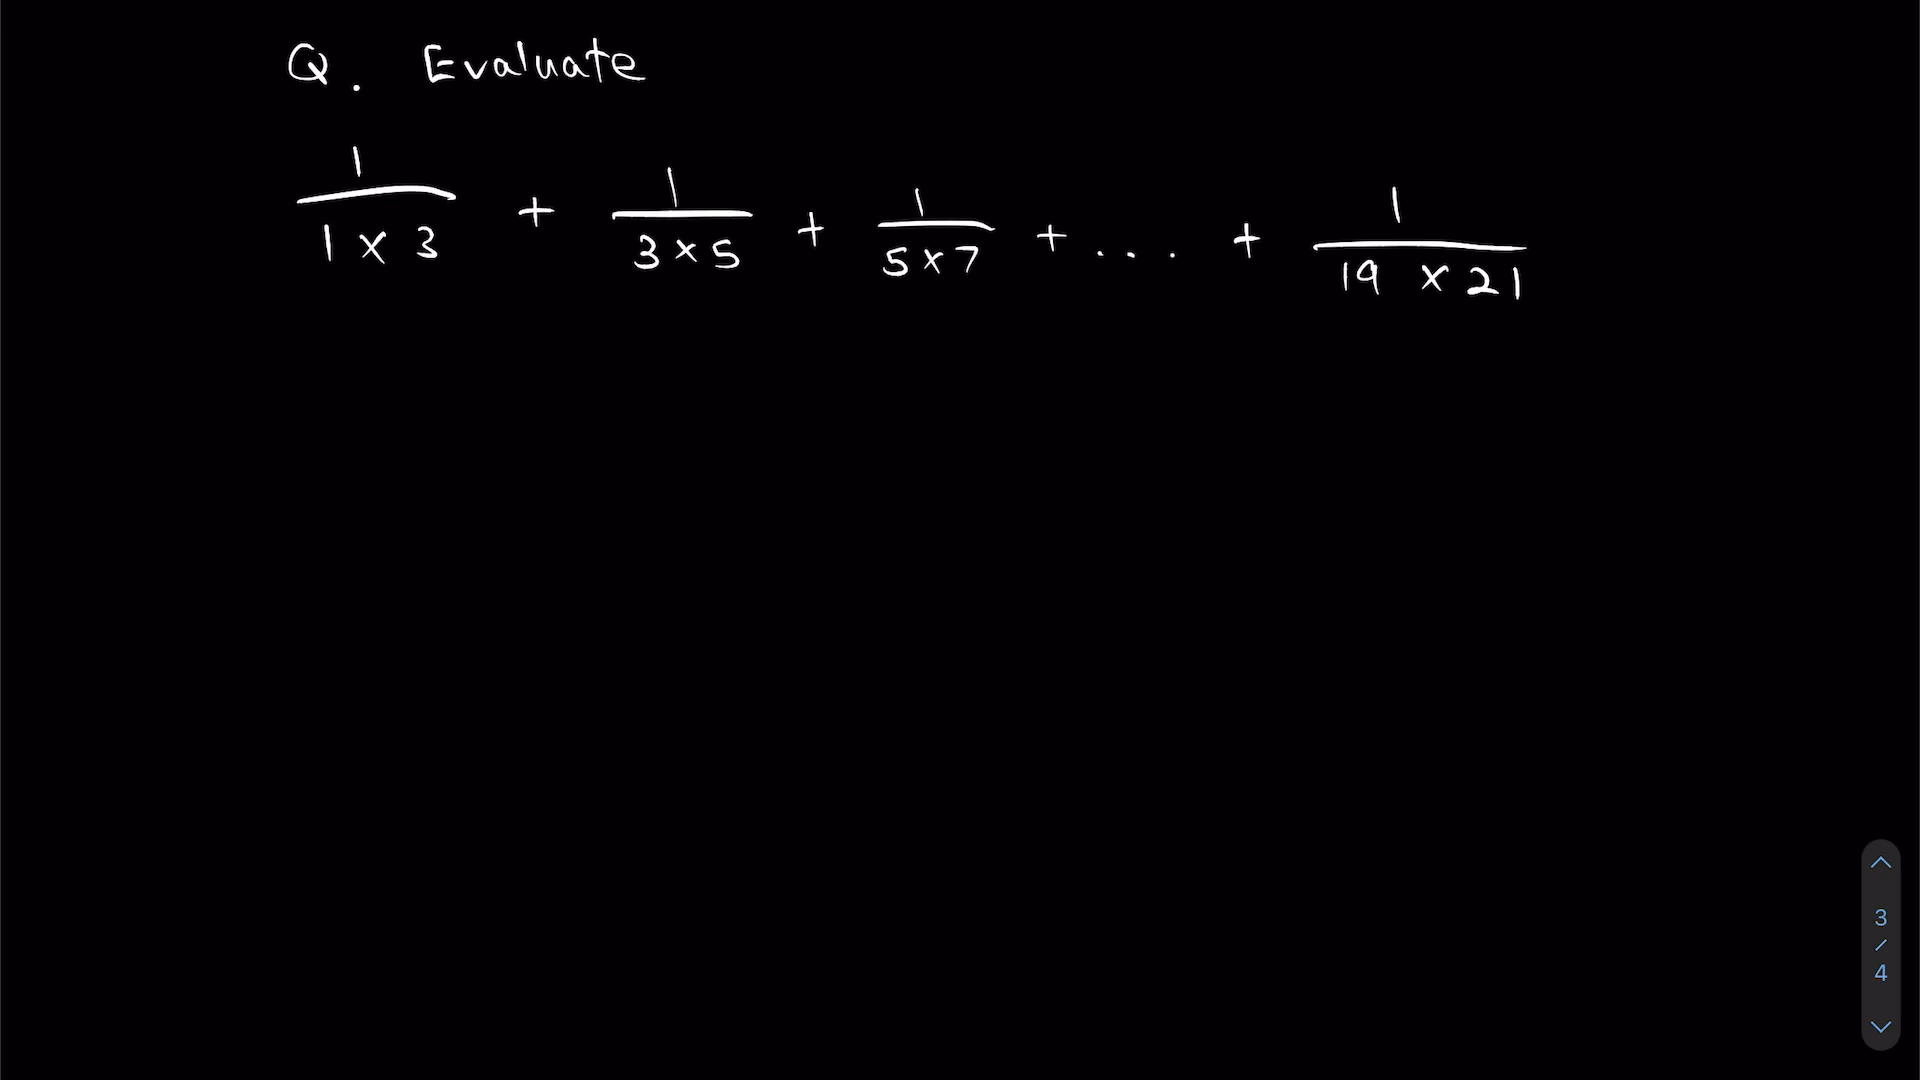 Q. Evaluate
1/(1 x 3) + 1/(3 x 5) + 1/(5 x 7) + ... + 1/(19 x 21)
3
/
4